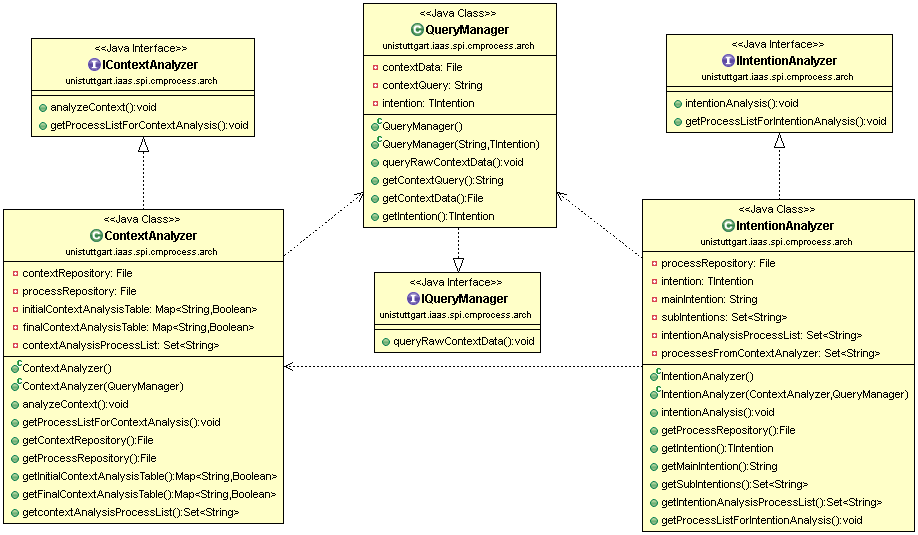 <<Java Interface>>
IContextAnalyzer
unistuttgart.iaas.spi.cmprocess.arch
analyzeContext():void
getProcessListForContextAnalysis():void
<<Java Class>>
QueryManager
unistuttgart.iaas.spi.cmprocess.arch
contextData: File
contextQuery: String
intention: TIntention
QueryManager()
QueryManager(String,TIntention)
queryRawContextData():void
getContextQuery():String
getContextData():File
getIntention():TIntention
<<Java Interface>>
IIntentionAnalyzer
unistuttgart.iaas.spi.cmprocess.arch
intentionAnalysis():void
getProcessListForIntentionAnalysis():void
<<Java Class>>
ContextAnalyzer
unistuttgart.iaas.spi.cmprocess.arch
contextRepository: File
processRepository: File
initialContextAnalysisTable: Map<String,Boolean>
finalContextAnalysisTable: Map<String,Boolean>
contextAnalysisProcessList: Set<String>
ContextAnalyzer()
ContextAnalyzer(QueryManager)
analyzeContext():void
getProcessListForContextAnalysis():void
getContextRepository():File
getProcessRepository():File
getInitialContextAnalysisTable():Map<String,Boolean>
getFinalContextAnalysisTable():Map<String,Boolean>
getcontextAnalysisProcessList():Set<String>
<<Java Interface>>
IQueryManager
unistuttgart.iaas.spi.cmprocess.arch
queryRawContextData():void
<<Java Class>>
IntentionAnalyzer
unistuttgart.iaas.spi.cmprocess.arch
processRepository: File
intention: TIntention
mainIntention: String
subIntentions: Set<String>
intentionAnalysisProcessList: Set<String>
processesFromContextAnalyzer: Set<String>
IntentionAnalyzer()
IntentionAnalyzer(ContextAnalyzer,QueryManager)
intentionAnalysis():void
getProcessRepository():File
getIntention():TIntention
getMainIntention():String
getSubIntentions():Set<String>
getIntentionAnalysisProcessList():Set<String>
getProcessListForIntentionAnalysis():void